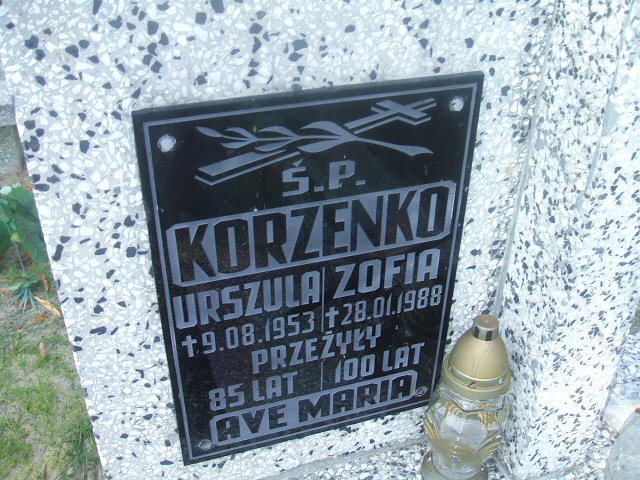 Ś.P.
KORZENKO
URSZULA ZOFIA
✝9.08.1953 ✝28.01.1988
PRZEŻYŁY
85 LAT 100 LAT
AVE MARIA